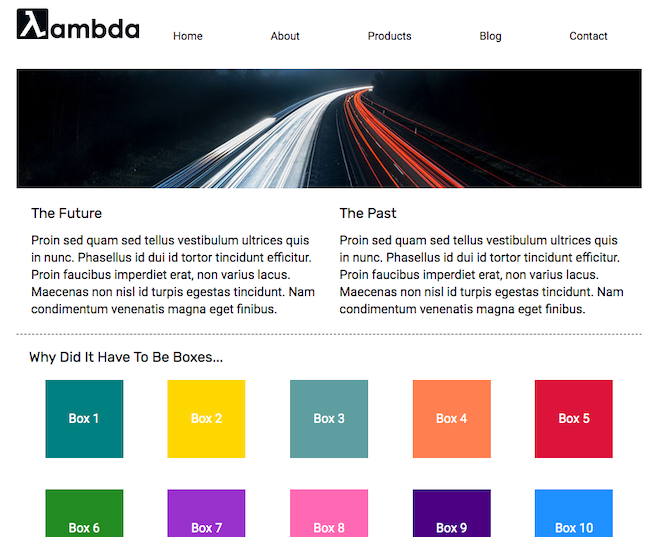 λambda
Home About Products Blog Contact
The Future
Proin sed quam sed tellus vestibulum ultrices quis
in nunc. Phasellus id dui id tortor tincidunt efficitur.
Proin faucibus imperdiet erat, non varius lacus.
Maecenas non nisl id turpis egestas tincidunt. Nam
condimentum venenatis magna eget finibus.
The Past
Proin sed quam sed tellus vestibulum ultrices quis
in nunc. Phasellus id dui id tortor tincidunt efficitur.
Proin faucibus imperdiet erat, non varius lacus.
Maecenas non nisl id turpis egestas tincidunt. Nam
condimentum venenatis magna eget finibus.
Why Did It Have To Be Boxes...
Box 1 Box 2 Box 3 Box 4 Box 5
Box 6 Box 7 Box 8 Box 9 Box 10